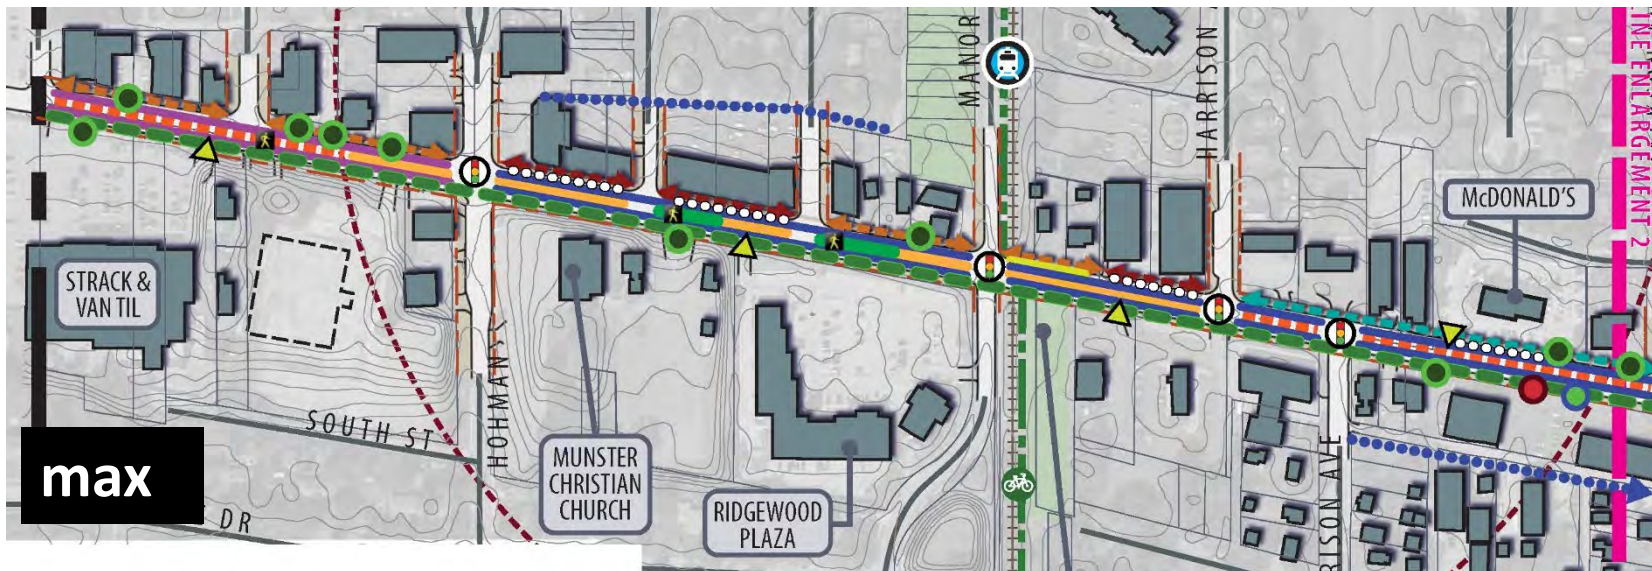 MANOR
HARRISON
LINE ENLARGEMENT 2
McDONALD'S
STRACK &
VAN TIL
HOHMANS
SOUTH ST
MUNSTER
CHRISTIAN
CHURCH
RIDGEWOOD
PLAZA
RISON AVE
max
DR